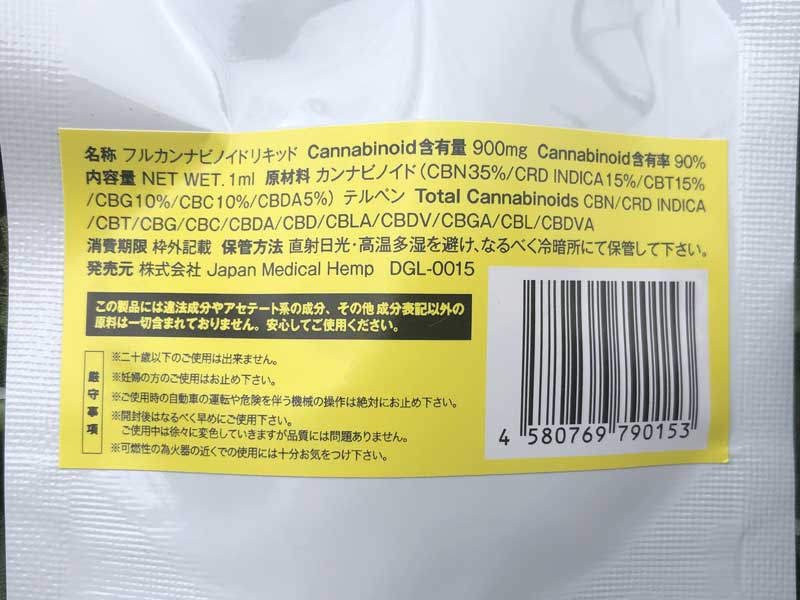 名称 フルカンナビノイドリキッド Cannabinoid含有量 900mg Cannabinoid含有率 90%
内容量 NET WET. 1ml 原材料 カンナビノイド(CBN35%/CRD INDICA15%/CBT15%
/CBG10%/CBC10%/CBDA5%) テルペン Total Cannabinoids CBN/CRD INDICA
/CBT/CBG/CBC/CBDA/CBD/CBLA/CBDV/CBGA/CBL/CBDVA
消費期限 枠外記載 保管方法 直射日光・高温多湿を避け、なるべく冷暗所にて保管して下さい。
発売元 株式会社 Japan Medical Hemp DGL-0015
この製品には違法成分やアセテート系の成分、その他 成分表記以外の
原料は一切含まれておりません。安心してご使用ください。
厳守事項
※二十歳以下のご使用は出来ません。
※妊婦の方のご使用はお止め下さい。
※ご使用時の自動車の運転や危険を伴う機械の操作は絶対にお止め下さい。
※開封後はなるべく早めにご使用下さい。
ご使用中は徐々に変色していきますが品質には問題ありません。
※可燃性の為火器の近くでの使用には十分お気をつけ下さい。
4 580769 790153